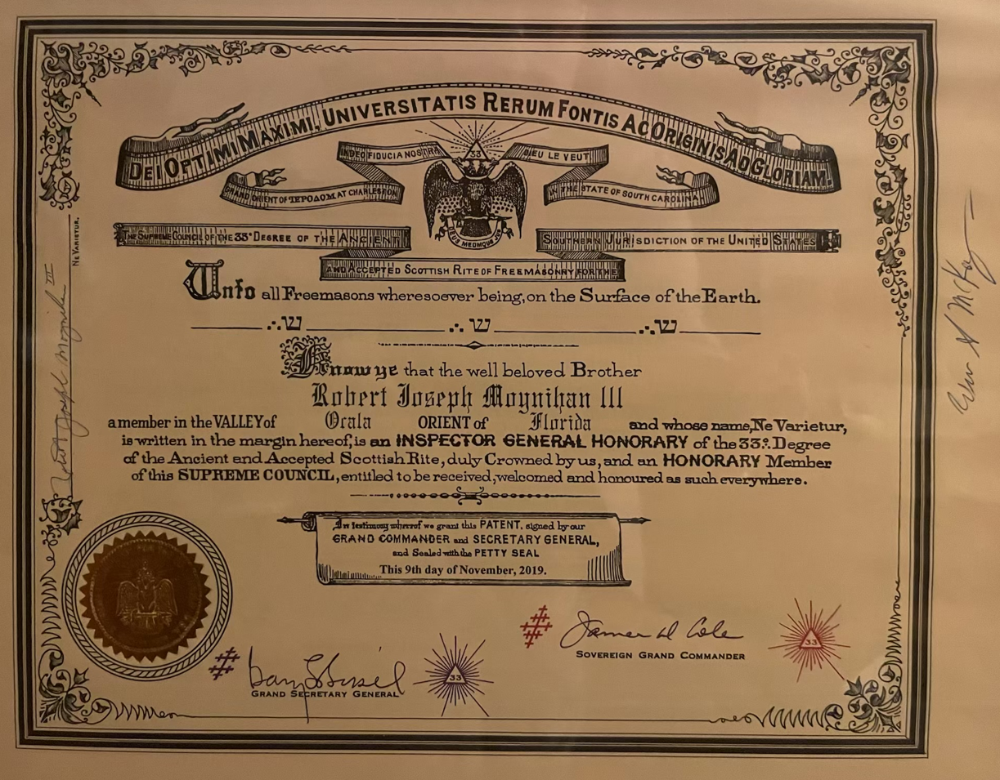 DEI OPTIMI MAXIMI, UNIVERSITATIS RERUM FONTIS AC ORIGINIS AD GLORIAM.
IN DEO FIDUCIA NOSTRA
33
DIEU LE VEUT
GRAND ORIENT OF ΊΕΡΟΔΟΜ AT CHARLESTON
IN THE STATE OF SOUTH CAROLINA
DEUS MEUMQUE JUS
THE SUPREME COUNCIL OF THE 33° DEGREE OF THE ANCIENT
AND ACCEPTED SCOTTISH RITE OF FREEMASONRY FOR THE
SOUTHERN JURISDICTION OF THE UNITED STATES
Unto all Freemasons wheresoever being, on the Surface of the Earth.
∴ש ∴ש ∴ש
Know ye that the well beloved Brother
Robert Joseph Moynihan III
a member in the VALLEY of Ocala ORIENT of Florida and whose name, Ne Varietur,
is written in the margin hereof, is an INSPECTOR GENERAL HONORARY of the 33∴ Degree
of the Ancient and Accepted Scottish Rite, duly Crowned by us, and an HONORARY Member
of this SUPREME COUNCIL, entitled to be received, welcomed and honoured as such everywhere.
In testimony whereof we grant this PATENT, signed by our
GRAND COMMANDER and SECRETARY GENERAL,
and Sealed with the PETTY SEAL
This 9th day of November, 2019.
James D Cole
SOVEREIGN GRAND COMMANDER
33
GRAND SECRETARY GENERAL
33
NE VARIETUR.
Robert Joseph Moynihan III